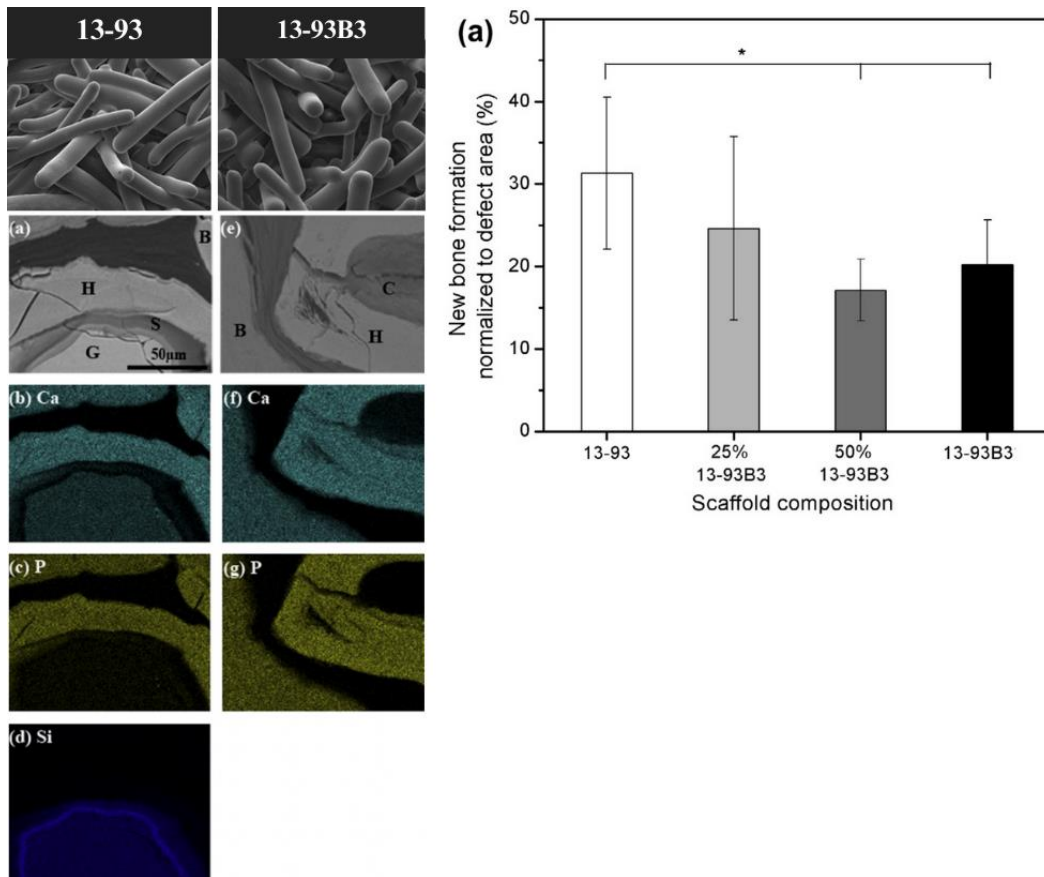 13-93
13-93B3
(a)
B
H
S
G
50µm
(e)
C
B
H
(b) Ca
(f) Ca
(c) P
(g) P
(d) Si
(a)
New bone formation
normalized to defect area (%)
50
40
30
20
10
0
*
13-93
25%
13-93B3
50%
13-93B3
13-93B3
Scaffold composition